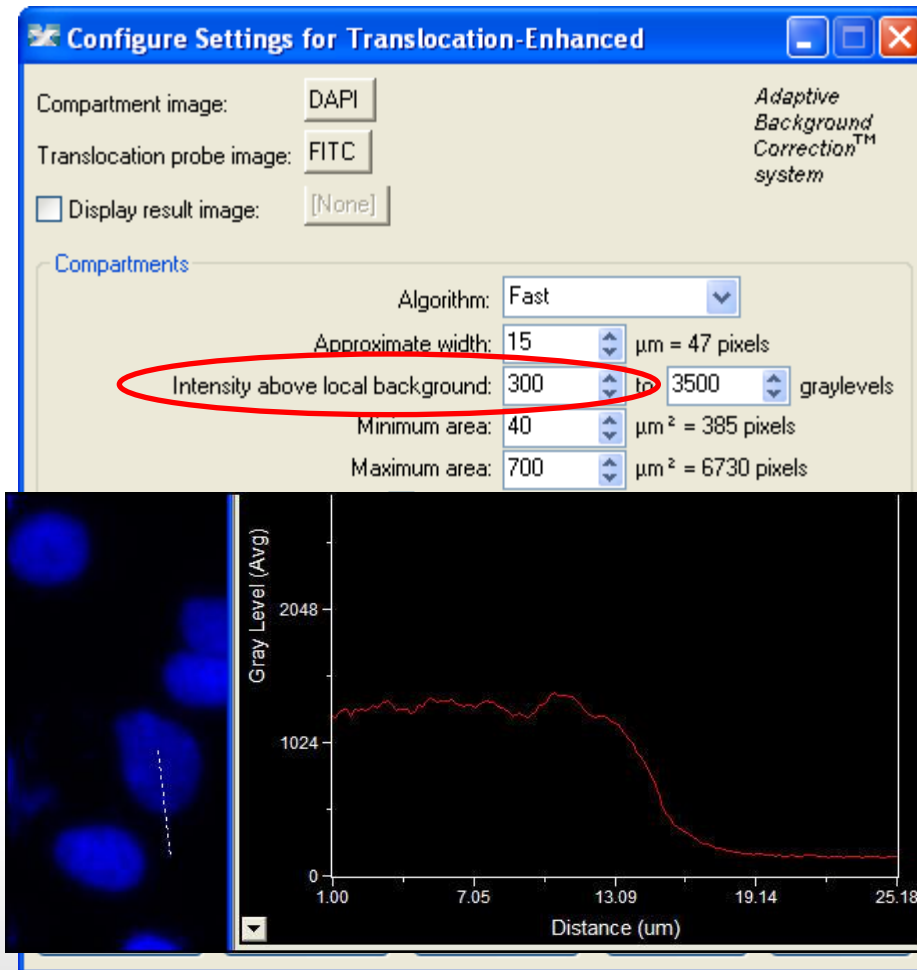 Configure Settings for Translocation-Enhanced
Compartment image: DAPI
Translocation probe image: FITC
Display result image: [None]
Adaptive
Background
Correction™
system
Compartments
Algorithm: Fast
Approximate width: 15 µm = 47 pixels
Intensity above local background: 300 to 3500 graylevels
Minimum area: 40 µm² = 385 pixels
Maximum area: 700 µm² = 6730 pixels
Gray Level (Avg)
2048
1024
0
1.00 7.05 13.09 19.14 25.18
Distance (um)